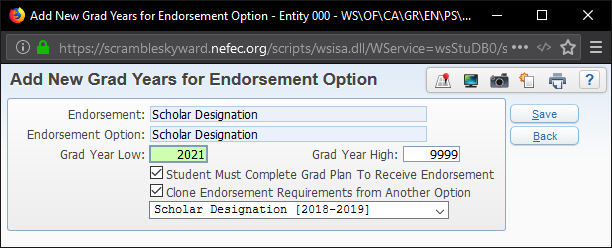 Add New Grad Years for Endorsement Option - Entity 000 - WS\OF\CA\GR\EN\PS\...
https://scrambleskyward.nefec.org/scripts/wsisa.dll/WService=wsStuDB0/s
Add New Grad Years for Endorsement Option
?
Endorsement: Scholar Designation
Save
Endorsement Option: Scholar Designation
Back
Grad Year Low: 2021 Grad Year High: 9999
Student Must Complete Grad Plan To Receive Endorsement
Clone Endorsement Requirements from Another Option
Scholar Designation [2018-2019]